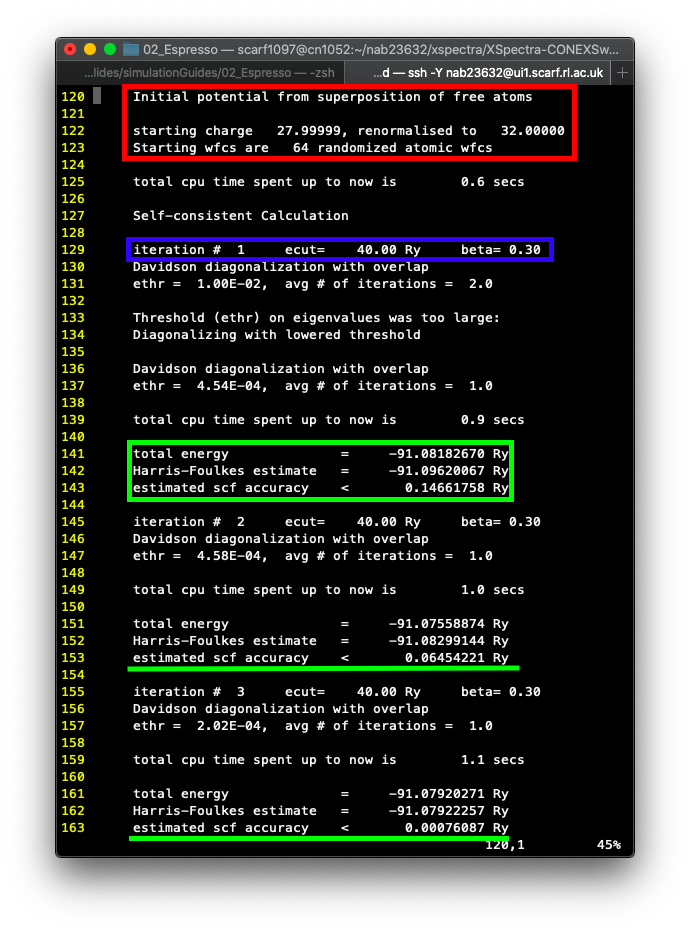 02_Espresso — scarf1097@cn1052:~/nab23632/xspectra/XSpectra-CONEXSw...
...lides/simulationGuides/02_Espresso — -zsh ...d — ssh -Y nab23632@ui1.scarf.rl.ac.uk +
120 Initial potential from superposition of free atoms
121
122 starting charge 27.99999, renormalised to 32.00000
123 Starting wfcs are 64 randomized atomic wfcs
124
125 total cpu time spent up to now is 0.6 secs
126
127 Self-consistent Calculation
128
129 iteration # 1 ecut= 40.00 Ry beta= 0.30
130 Davidson diagonalization with overlap
131 ethr = 1.00E-02, avg # of iterations = 2.0
132
133 Threshold (ethr) on eigenvalues was too large:
134 Diagonalizing with lowered threshold
135
136 Davidson diagonalization with overlap
137 ethr = 4.54E-04, avg # of iterations = 1.0
138
139 total cpu time spent up to now is 0.9 secs
140
141 total energy = -91.08182670 Ry
142 Harris-Foulkes estimate = -91.09620067 Ry
143 estimated scf accuracy < 0.14661758 Ry
144
145 iteration # 2 ecut= 40.00 Ry beta= 0.30
146 Davidson diagonalization with overlap
147 ethr = 4.58E-04, avg # of iterations = 1.0
148
149 total cpu time spent up to now is 1.0 secs
150
151 total energy = -91.07558874 Ry
152 Harris-Foulkes estimate = -91.08299144 Ry
153 estimated scf accuracy < 0.06454221 Ry
154
155 iteration # 3 ecut= 40.00 Ry beta= 0.30
156 Davidson diagonalization with overlap
157 ethr = 2.02E-04, avg # of iterations = 1.0
158
159 total cpu time spent up to now is 1.1 secs
160
161 total energy = -91.07920271 Ry
162 Harris-Foulkes estimate = -91.07922257 Ry
163 estimated scf accuracy < 0.00076087 Ry
120,1 45%